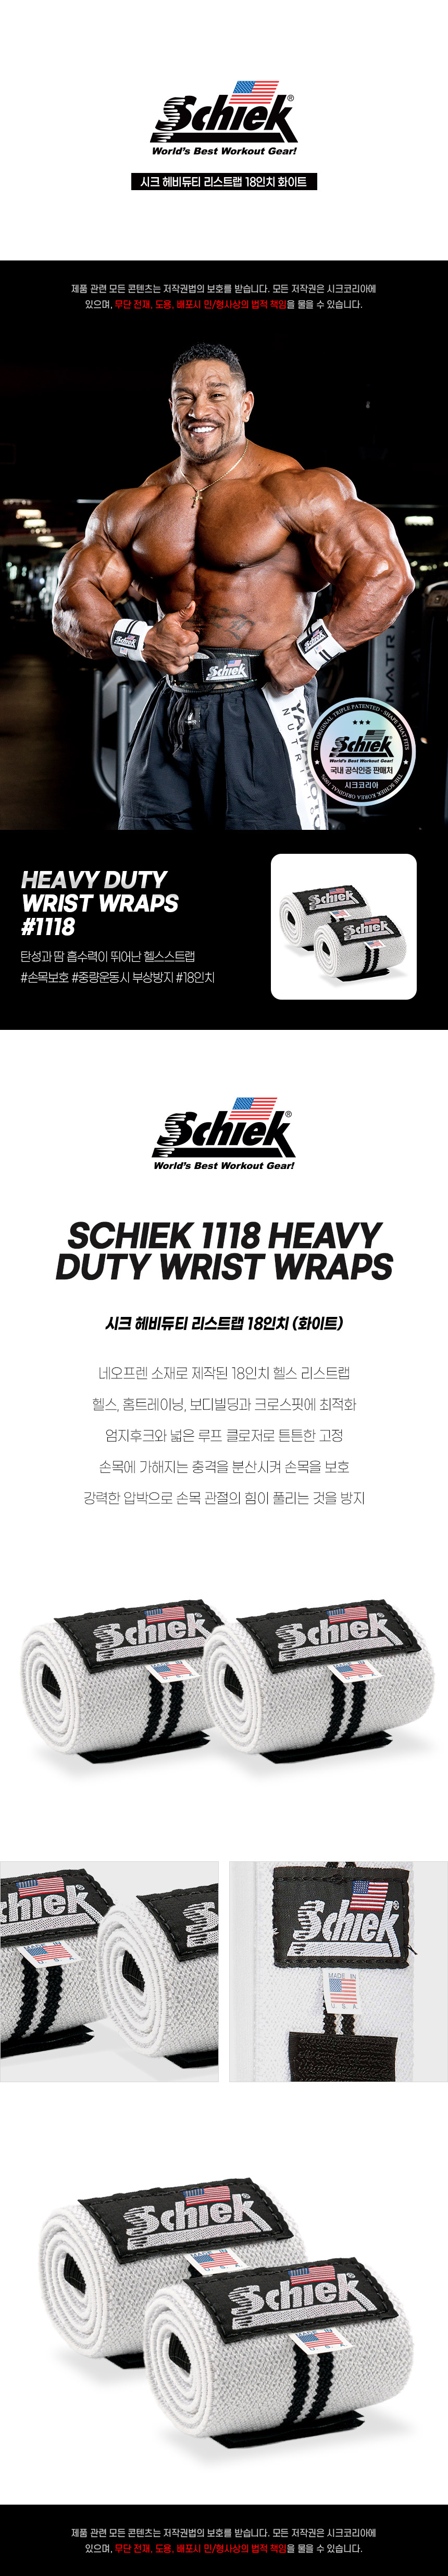 Schiek®
World's Best Workout Gear!
시크 헤비듀티 리스트랩 18인치 화이트
제품 관련 모든 콘텐츠는 저작권법의 보호를 받습니다. 모든 저작권은 시크코리아에
있으며, 무단 전재, 도용, 배포시 민/형사상의 법적 책임을 물을 수 있습니다.
Schiek
Schiek
THE ORIGINAL TRIPLE PATENTED - SHAPE THAT FITS
Schiek
World's Best Workout Gear!
국내 공식인증 판매처
시크코리아
HEAVY DUTY
WRIST WRAPS
#1118
탄성과 땀 흡수력이 뛰어난 헬스스트랩
#손목보호 #중량운동시 부상방지 #18인치
Schiek
Schiek
Schiek®
World's Best Workout Gear!
SCHIEK 1118 HEAVY
DUTY WRIST WRAPS
시크 헤비듀티 리스트랩 18인치 (화이트)
네오프렌 소재로 제작된 18인치 헬스 리스트랩
헬스, 홈트레이닝, 보디빌딩과 크로스핏에 최적화
엄지후크와 넓은 루프 클로저로 튼튼한 고정
손목에 가해지는 충격을 분산시켜 손목을 보호
강력한 압박으로 손목 관절의 힘이 풀리는 것을 방지
Schiek
Schiek
chiek
S
Schiek
MADE IN
U.S.A.
Schiek
Schiek
제품 관련 모든 콘텐츠는 저작권법의 보호를 받습니다. 모든 저작권은 시크코리아에
있으며, 무단 전재, 도용, 배포시 민/형사상의 법적 책임을 물을 수 있습니다.